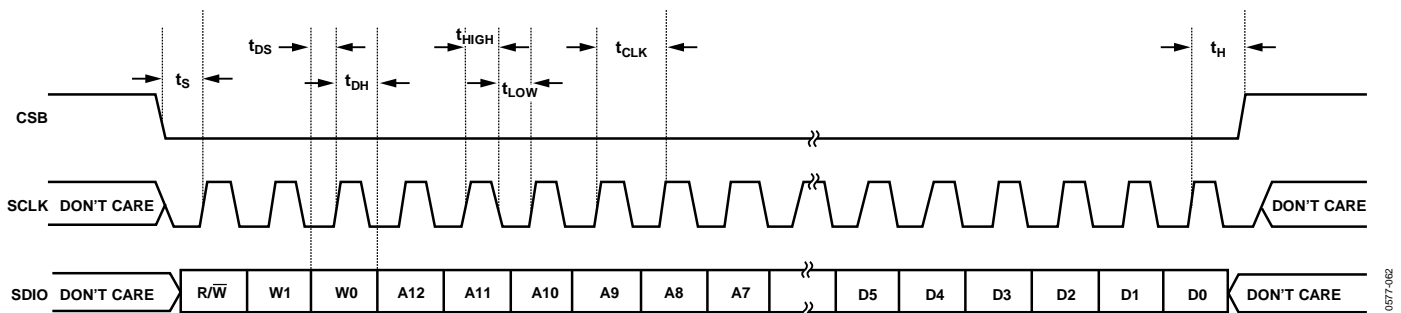 tDS
tHIGH
tCLK
tH
tS
tDH
tLOW
CSB
SCLK DON'T CARE DON'T CARE
SDIO DON'T CARE R/W̅ W1 W0 A12 A11 A10 A9 A8 A7 D5 D4 D3 D2 D1 D0 DON'T CARE
0577-062